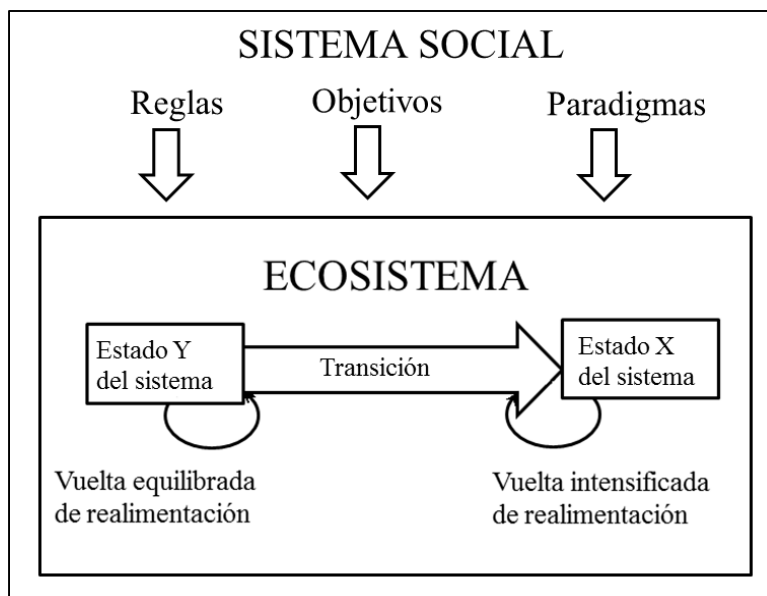 SISTEMA SOCIAL
Reglas
Objetivos
Paradigmas
ECOSISTEMA
Estado Y
del sistema
Transición
Estado X
del sistema
Vuelta equilibrada
de realimentación
Vuelta intensificada
de realimentación